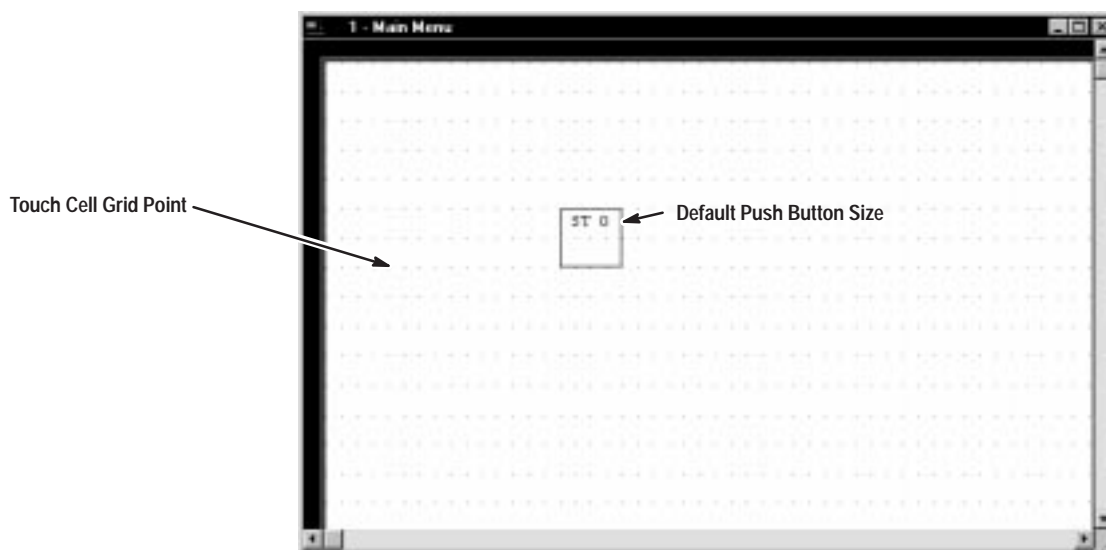 1 - Main Menu
Touch Cell Grid Point
Default Push Button Size
ST 0